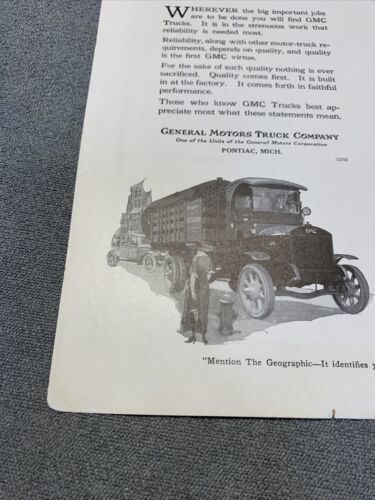 WHEREVER the big important jobs
are to be done you will find GMC
Trucks. It is in the strenuous work that
reliability is needed most.
Reliability, along with other motor-truck re-
quirements, depends on quality, and quality
is the first GMC virtue.
For the sake of such quality nothing is ever
sacrificed. Quality comes first. It is built
in at the factory. It comes forth in faithful
performance.
Those who know GMC Trucks best ap-
preciate most what these statements mean.
GENERAL MOTORS TRUCK COMPANY
One of the Units of the General Motors Corporation
PONTIAC, MICH.
"Mention The Geographic—It identifies